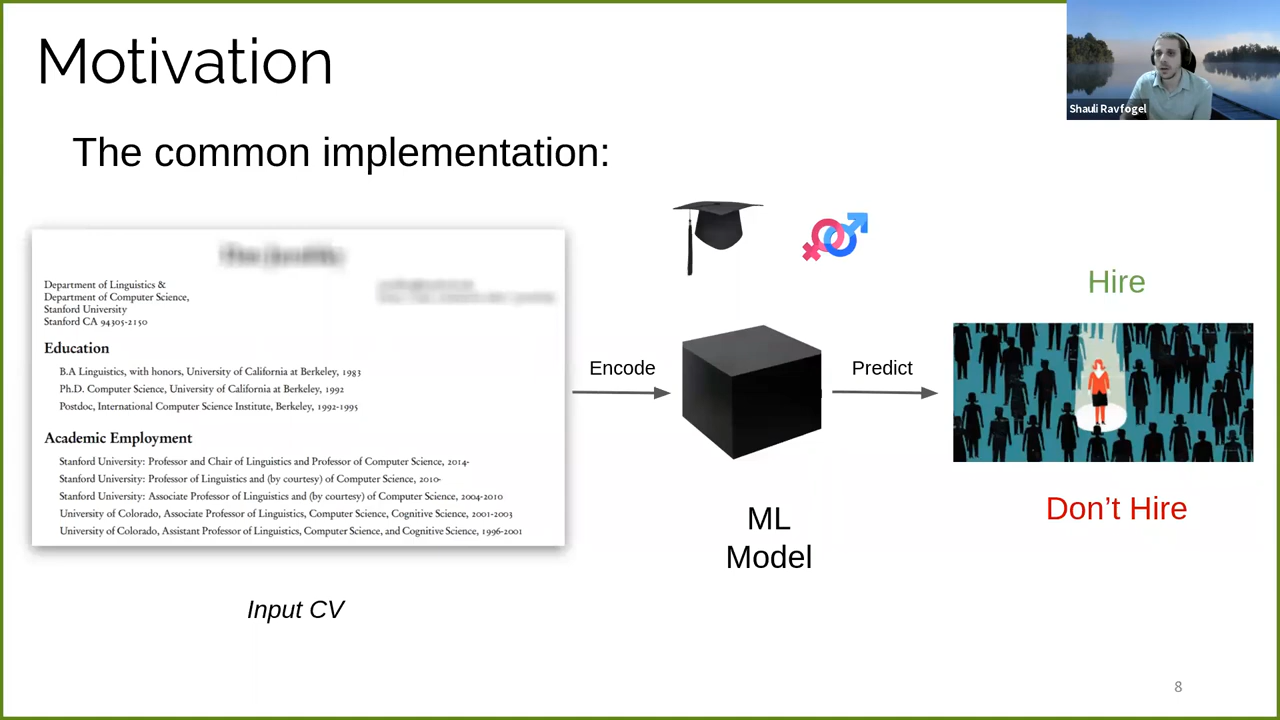 Motivation
Shauli Ravfogel
The common implementation:
Department of Linguistics &
Department of Computer Science,
Stanford University
Stanford CA 94305-2150
Education
B.A Linguistics, with honors, University of California at Berkeley, 1983
Ph.D. Computer Science, University of California at Berkeley, 1992
Postdoc, International Computer Science Institute, Berkeley, 1992-1995
Academic Employment
Stanford University: Professor and Chair of Linguistics and Professor of Computer Science, 2014-
Stanford University: Professor of Linguistics and (by courtesy) of Computer Science, 2010-
Stanford University: Associate Professor of Linguistics and (by courtesy) of Computer Science, 2004-2010
University of Colorado, Associate Professor of Linguistics, Computer Science, Cognitive Science, 2001-2003
University of Colorado, Assistant Professor of Linguistics, Computer Science, and Cognitive Science, 1996-2001
Input CV
Encode
ML
Model
Predict
Hire
Don't Hire
8